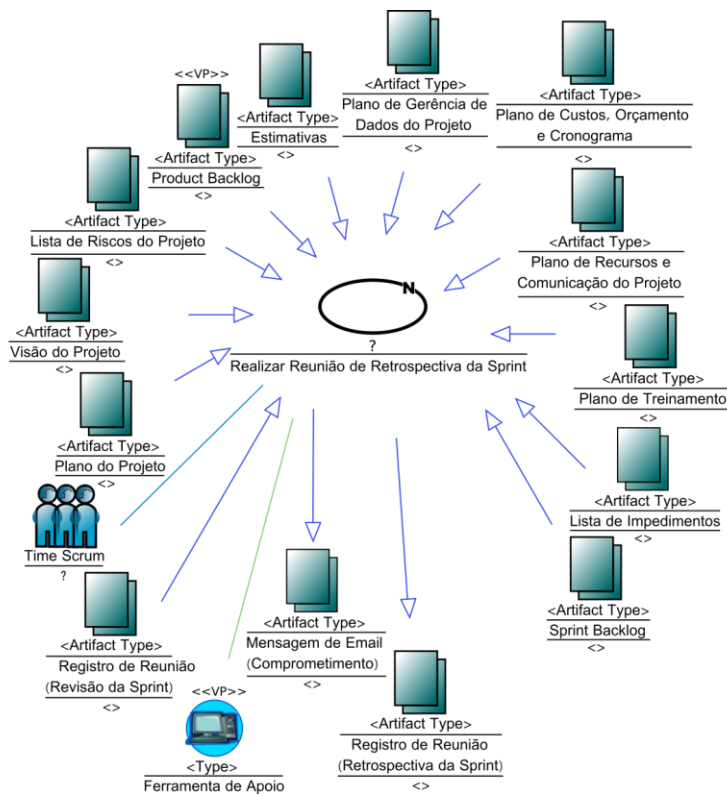 <<VP>>
<Artifact Type>
Estimativas
<>
<Artifact Type>
Plano de Gerência de
Dados do Projeto
<>
<Artifact Type>
Plano de Custos, Orçamento
e Cronograma
<>
<Artifact Type>
Product Backlog
<>
<Artifact Type>
Lista de Riscos do Projeto
<>
<Artifact Type>
Plano de Recursos e
Comunicação do Projeto
<>
N
?
Realizar Reunião de Retrospectiva da Sprint
<Artifact Type>
Visão do Projeto
<>
<Artifact Type>
Plano de Treinamento
<>
<Artifact Type>
Plano do Projeto
<>
<Artifact Type>
Lista de Impedimentos
<>
Time Scrum
?
<Artifact Type>
Sprint Backlog
<>
<Artifact Type>
Registro de Reunião
(Revisão da Sprint)
<>
<Artifact Type>
Mensagem de Email
(Comprometimento)
<>
<<VP>>
<Type>
Ferramenta de Apoio
<Artifact Type>
Registro de Reunião
(Retrospectiva da Sprint)
<>